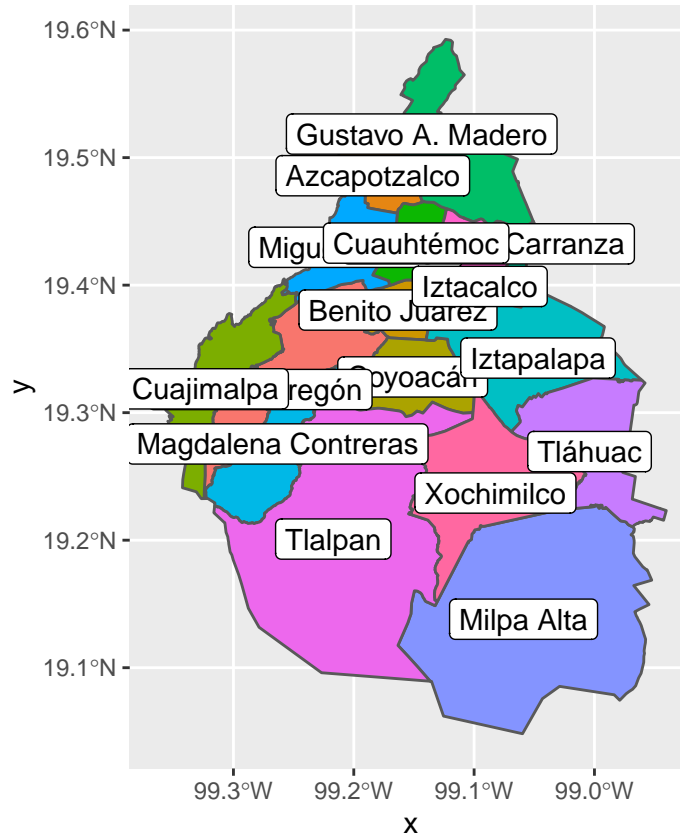 19.6°N
19.5°N
19.4°N
19.3°N
19.2°N
19.1°N
y
Gustavo A. Madero
Azcapotzalco
Migu
Cuauhtémoc
Carranza
Iztacalco
Benito Juárez
Iztapalapa
Coyoacán
Cuajimalpa
regón
Magdalena Contreras
Tláhuac
Xochimilco
Tlalpan
Milpa Alta
99.3°W
99.2°W
99.1°W
99.0°W
x